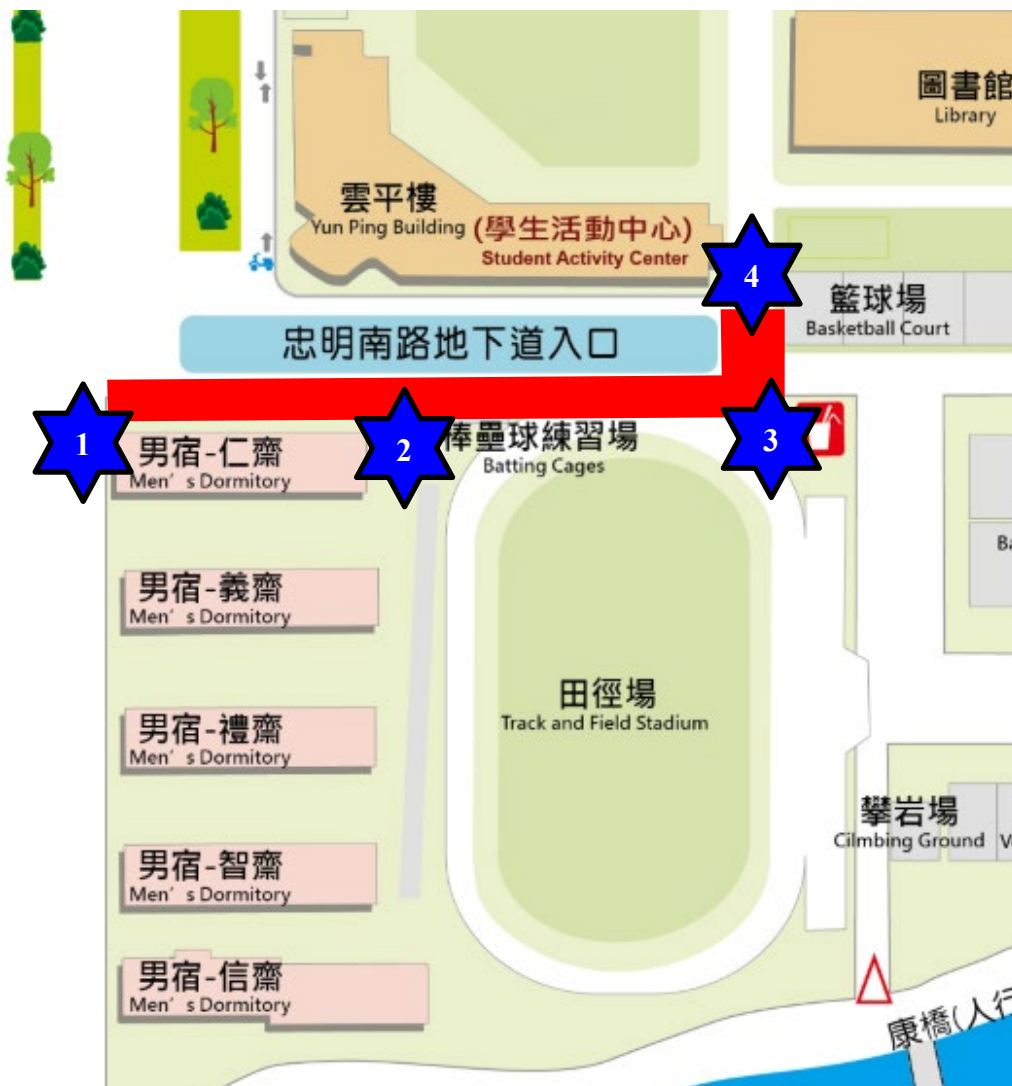 圖書館
Library
雲平樓
Yun Ping Building
(學生活動中心)
Student Activity Center
4
籃球場
Basketball Court
忠明南路地下道入口
1
2
3
男宿-仁齋
Men' s Dormitory
棒壘球練習場
Batting Cages
Ba
男宿-義齋
Men' s Dormitory
田徑場
Track and Field Stadium
男宿-禮齋
Men' s Dormitory
攀岩場
Cilmbing Ground
男宿-智齋
Men' s Dormitory
男宿-信齋
Men' s Dormitory
康橋(人行